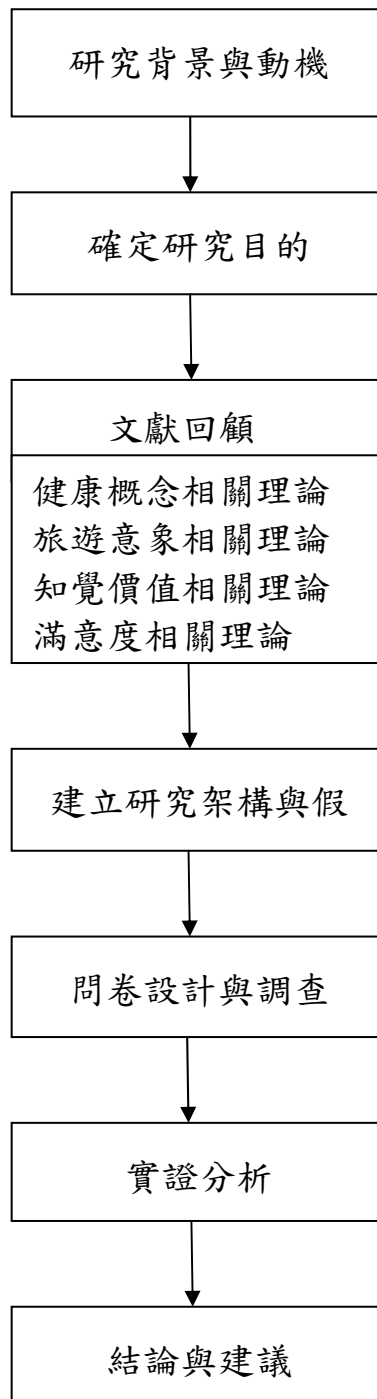 研究背景與動機
確定研究目的
文獻回顧
健康概念相關理論
旅遊意象相關理論
知覺價值相關理論
滿意度相關理論
建立研究架構與假
問卷設計與調查
實證分析
結論與建議